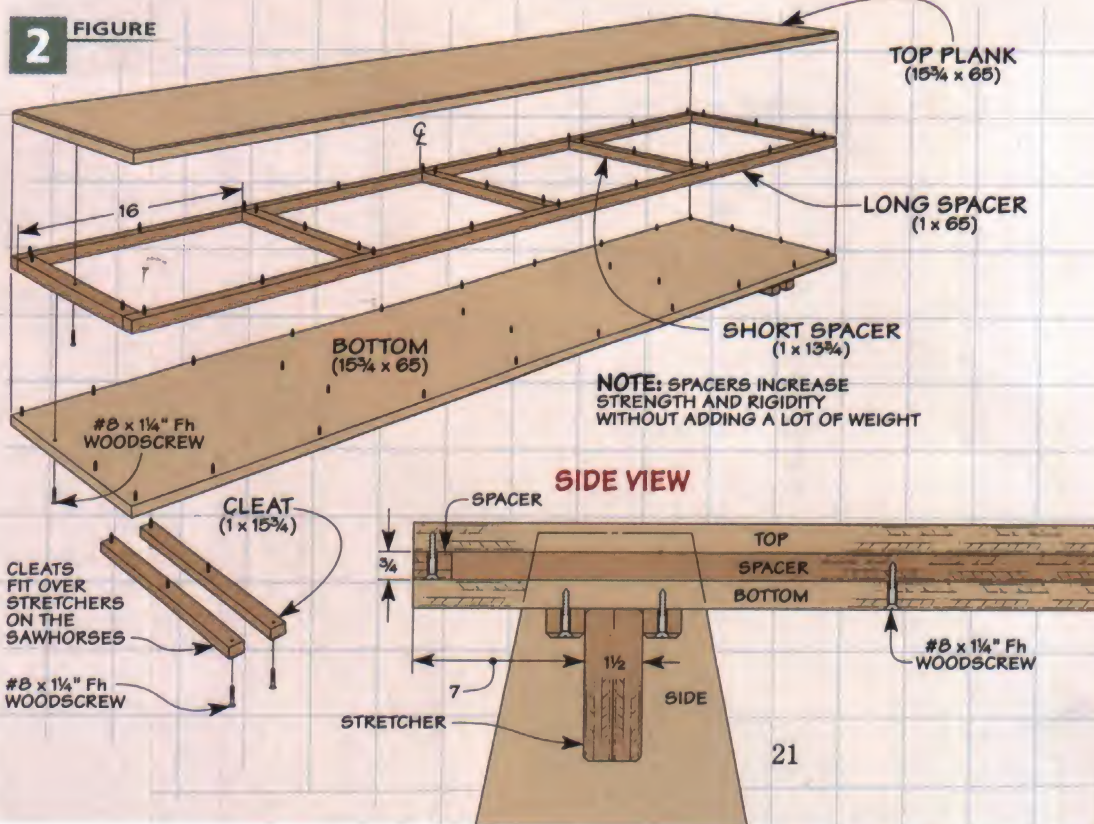 2 FIGURE
TOP PLANK
(15¾ x 65)
℄
16
LONG SPACER
(1 x 65)
SHORT SPACER
(1 x 13¾)
BOTTOM
(15¾ x 65)
NOTE: SPACERS INCREASE
STRENGTH AND RIGIDITY
WITHOUT ADDING A LOT OF WEIGHT
#8 x 1¼" Fh
WOODSCREW
CLEAT
(1 x 15¾)
CLEATS
FIT OVER
STRETCHERS
ON THE
SAWHORSES
#8 x 1¼" Fh
WOODSCREW
SIDE VIEW
SPACER
TOP
¾
SPACER
BOTTOM
1½
7
SIDE
STRETCHER
#8 x 1¼" Fh
WOODSCREW
21